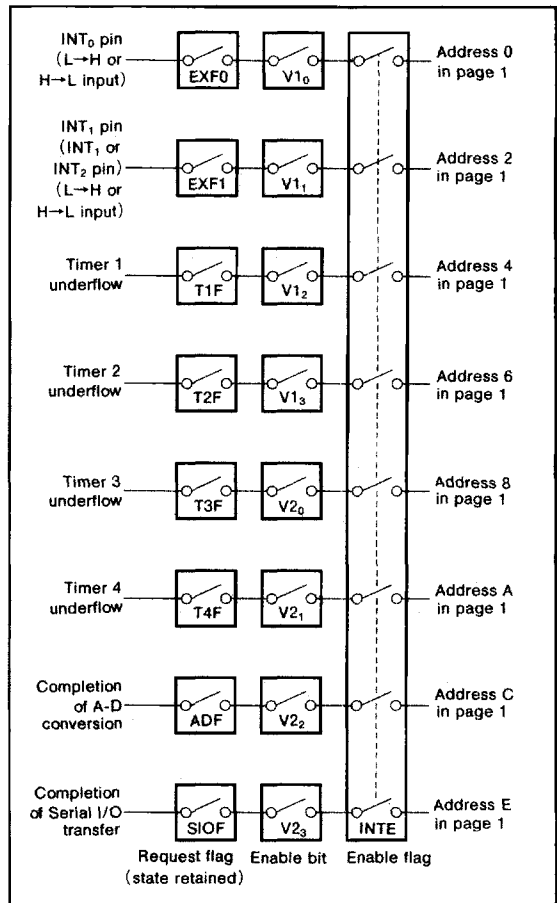 INT₀ pin
(L→H or
H→L input)
EXF0
V1₀
Address 0
in page 1
INT₁ pin
(INT₁ or
INT₂ pin)
(L→H or
H→L input)
EXF1
V1₁
Address 2
in page 1
Timer 1
underflow
T1F
V1₂
Address 4
in page 1
Timer 2
underflow
T2F
V1₃
Address 6
in page 1
Timer 3
underflow
T3F
V2₀
Address 8
in page 1
Timer 4
underflow
T4F
V2₁
Address A
in page 1
Completion
of A-D
conversion
ADF
V2₂
Address C
in page 1
Completion
of Serial I/O
transfer
SIOF
V2₃
INTE
Address E
in page 1
Request flag
(state retained)
Enable bit
Enable flag